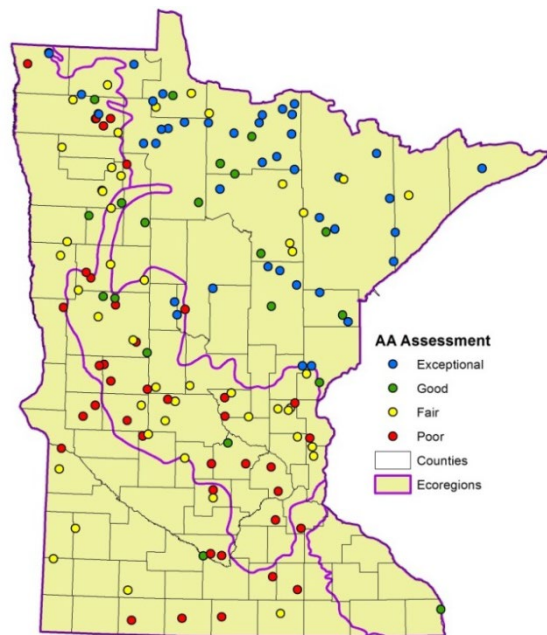 AA Assessment
Exceptional
Good
Fair
Poor
Counties
Ecoregions